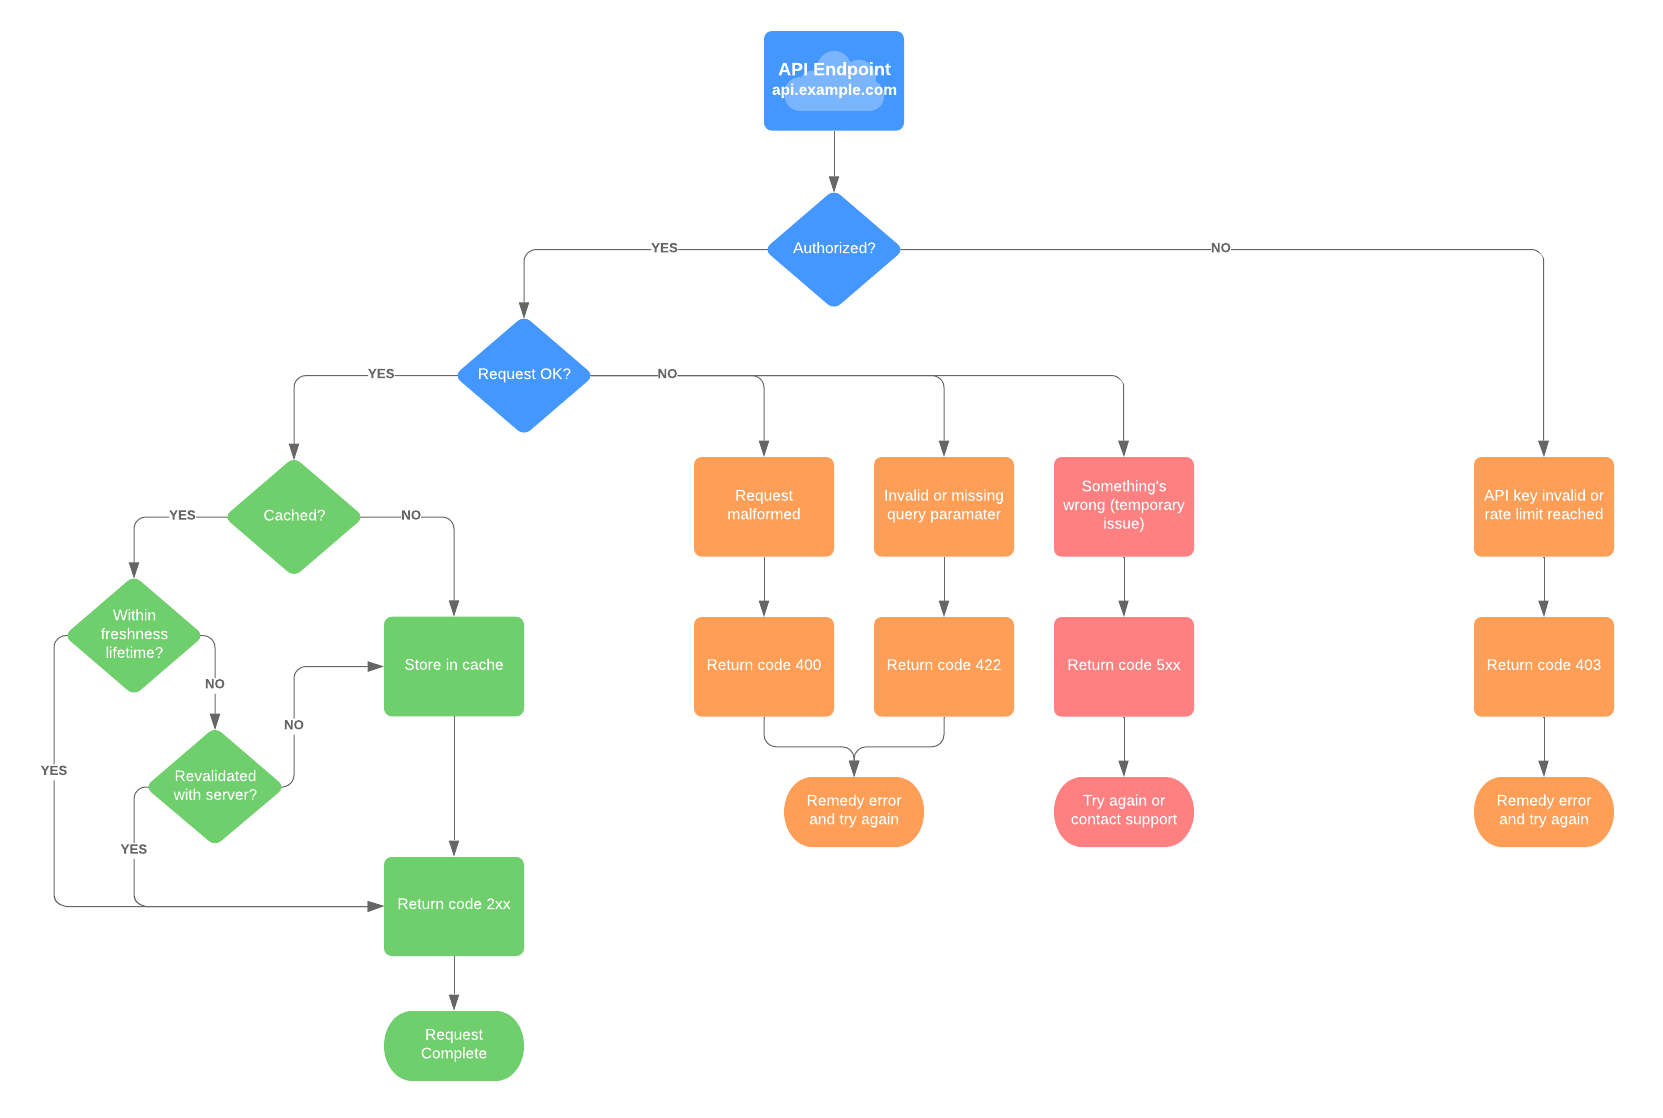 API Endpoint
api.example.com
Authorized?
YES
NO
Request OK?
YES
NO
Cached?
YES
NO
Request
malformed
Invalid or missing
query paramater
Something's
wrong (temporary
issue)
API key invalid or
rate limit reached
Within
freshness
lifetime?
NO
YES
Store in cache
Return code 400
Return code 422
Return code 5xx
Return code 403
NO
Revalidated
with server?
YES
Remedy error
and try again
Try again or
contact support
Remedy error
and try again
Return code 2xx
Request
Complete